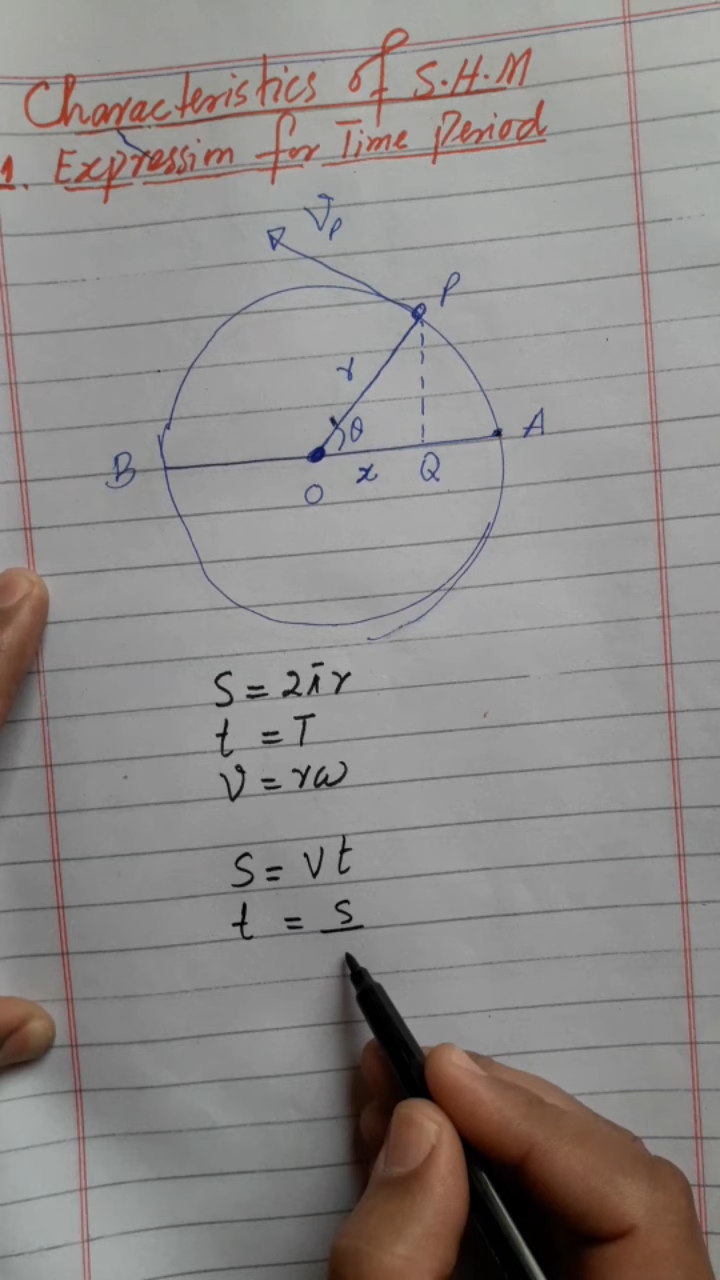 Characteristics of S.H.M
1. Expression for Time Period
Vp
P
r
θ
A
B
x
Q
O
S = 2πr
t = T
V = rω
S = Vt
t = S